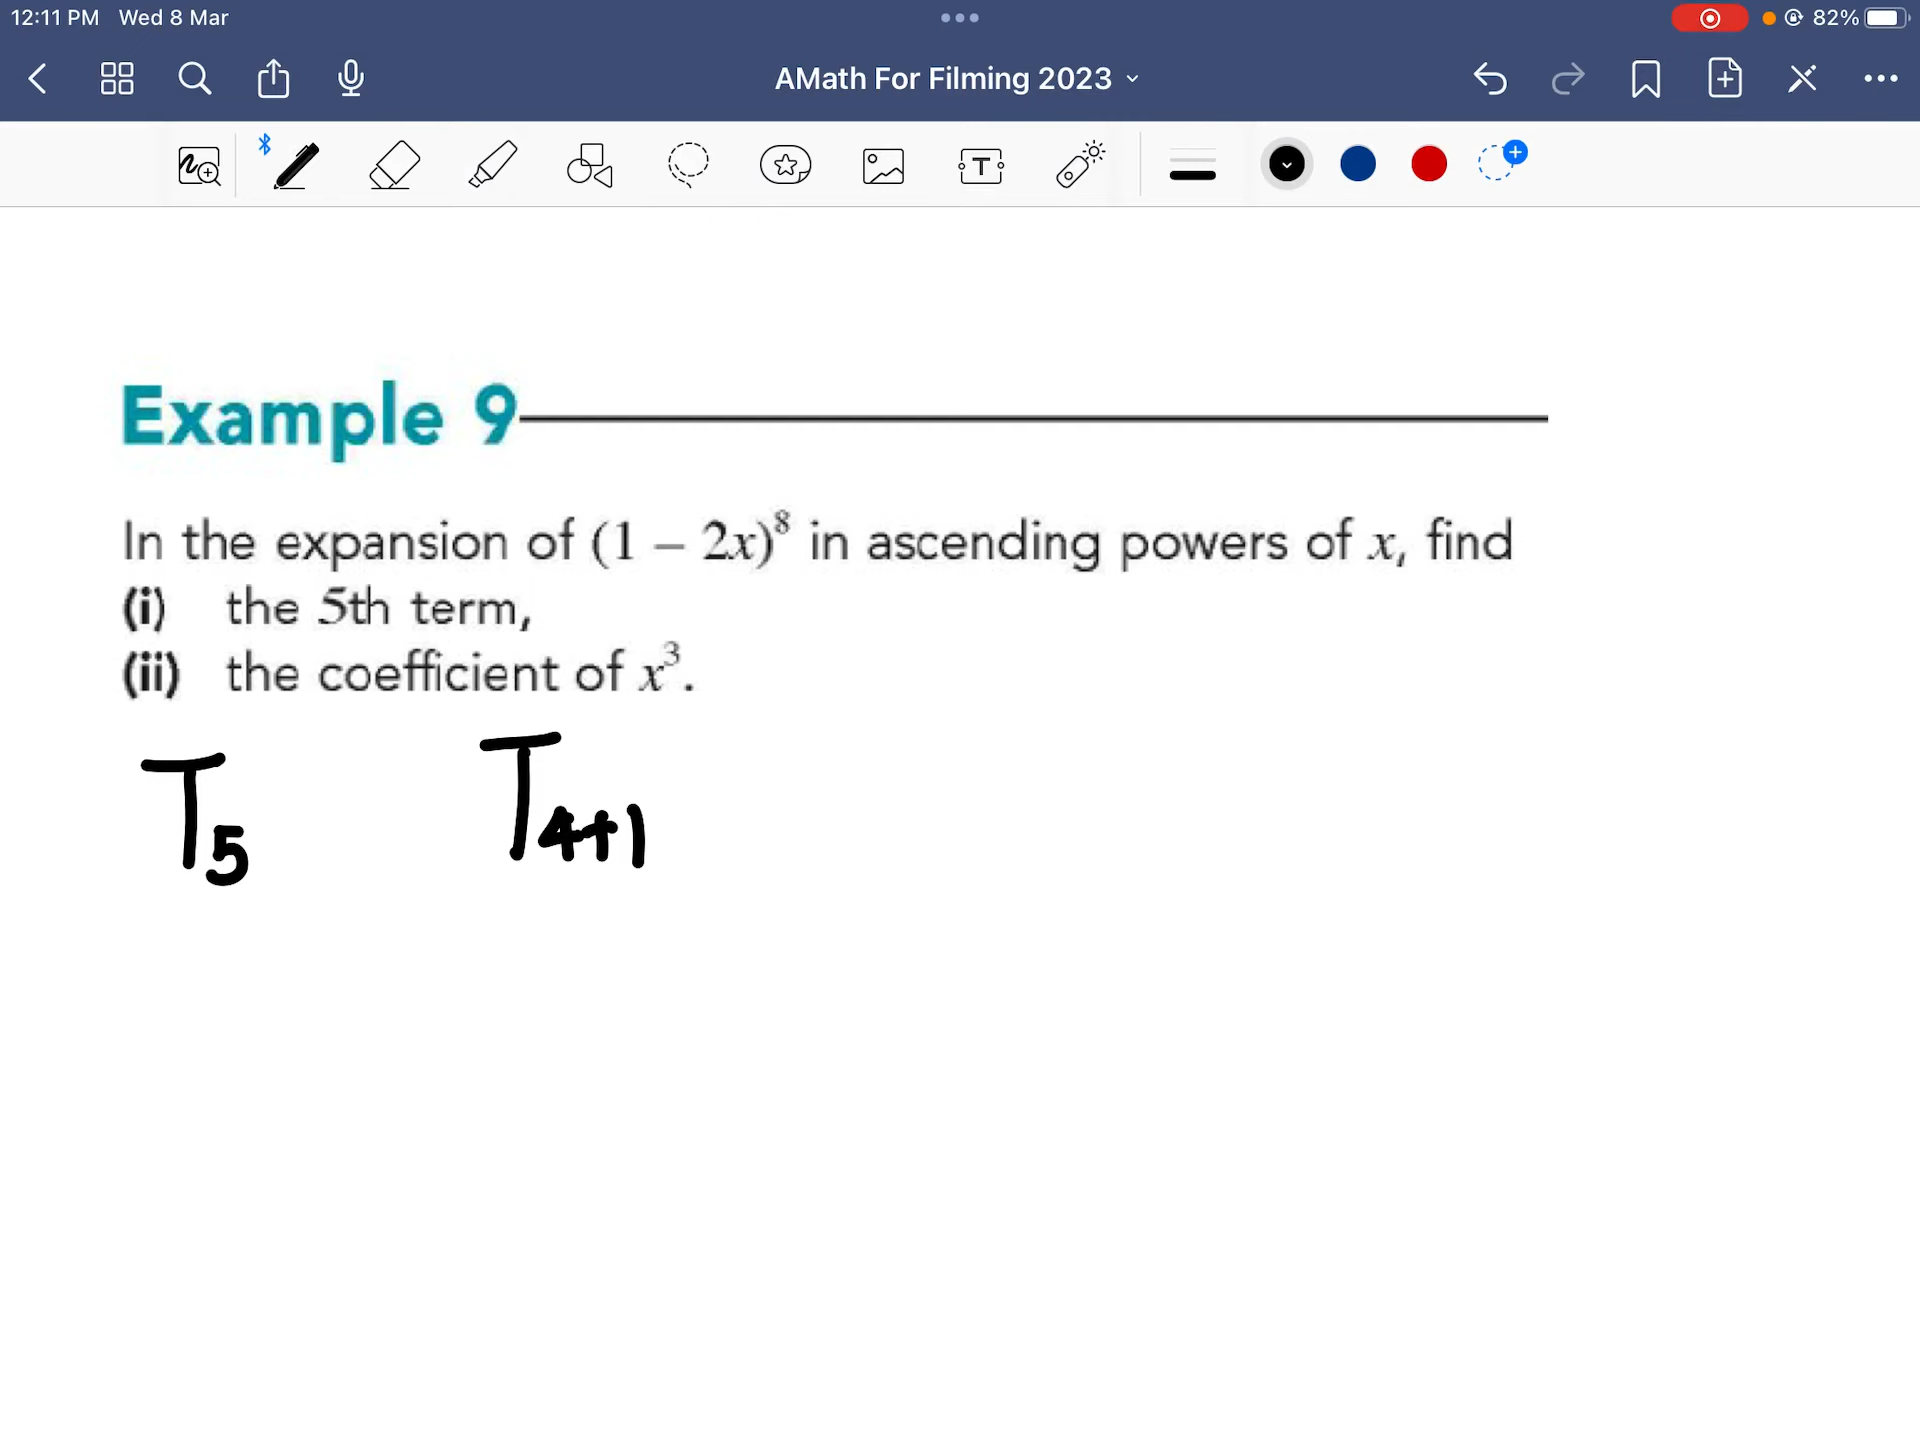 12:11 PM Wed 8 Mar
82%
AMath For Filming 2023
T
Example 9
In the expansion of (1 – 2x)⁸ in ascending powers of x, find
(i) the 5th term,
(ii) the coefficient of x³.
T₅ T₄₊₁